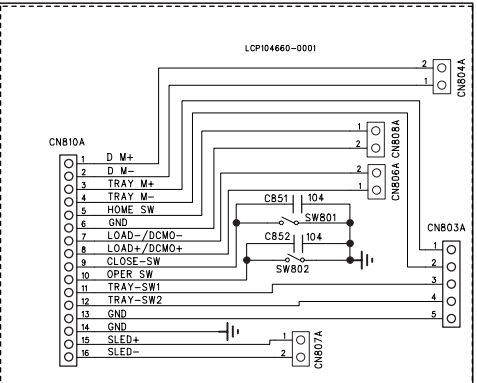 LCP104660-0001
2
1
CN804A
CN810A
1 D M+
2 D M-
3 TRAY M+
4 TRAY M-
5 HOME SW
6 GND
7 LOAD-/DCMO-
8 LOAD+/DCMO+
9 CLOSE-SW
10 OPER SW
11 TRAY-SW1
12 TRAY-SW2
13 GND
14 GND
15 SLED+
16 SLED-
1
2
CN808A
2
1
CN806A
C851 104
SW801
C852 104
SW802
CN803A
1
2
3
4
5
1
2
CN807A